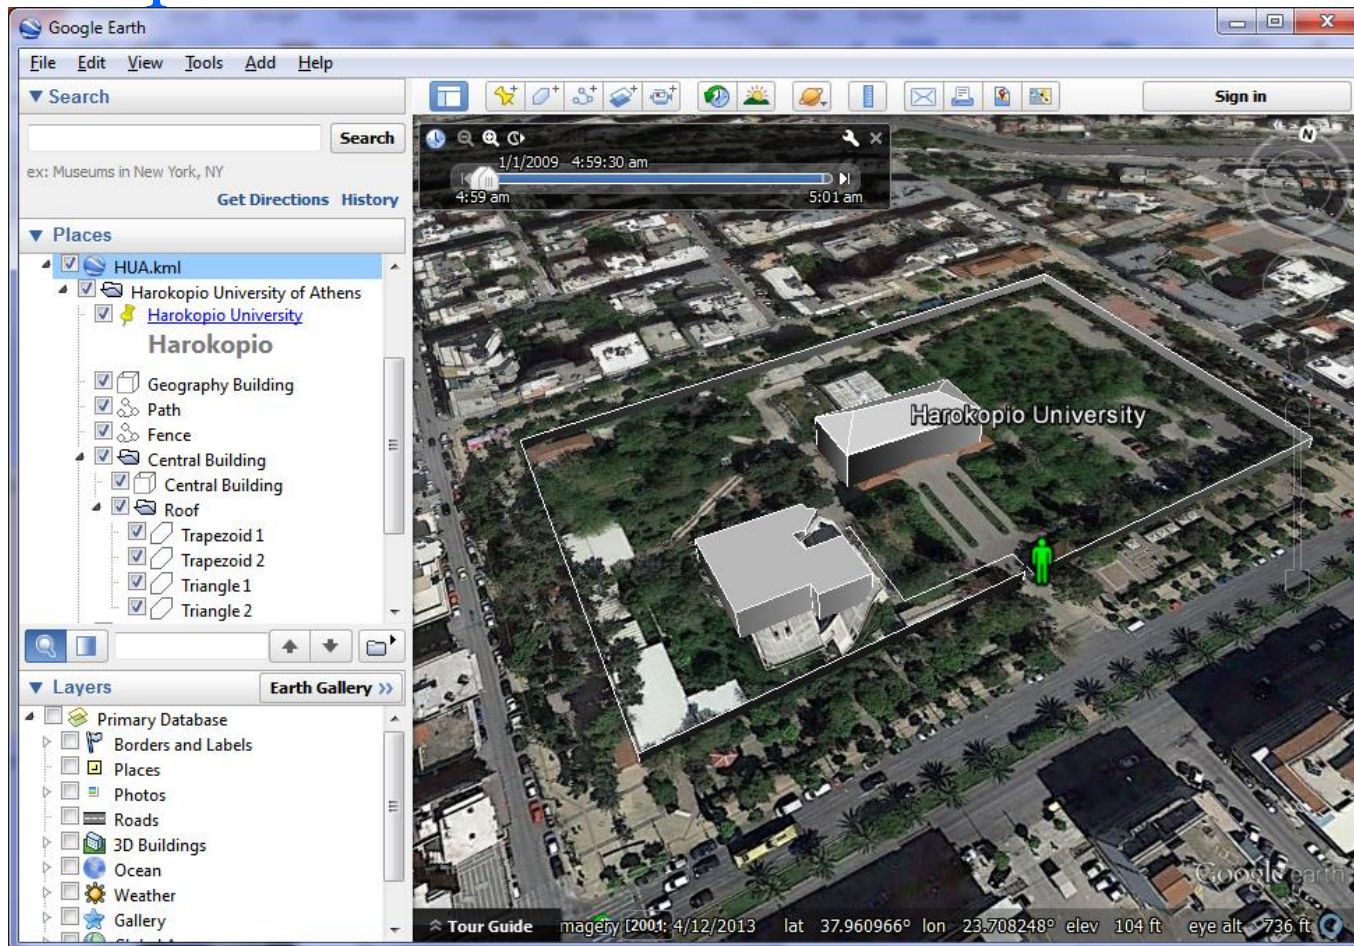 Google Earth
File Edit View Tools Add Help
Search
Search
ex: Museums in New York, NY
Get Directions History
Places
HUA.kml
Harokopio University of Athens
Harokopio University
Harokopio
Geography Building
Path
Fence
Central Building
Central Building
Roof
Trapezoid 1
Trapezoid 2
Triangle 1
Triangle 2
Layers
Earth Gallery >>
Primary Database
Borders and Labels
Places
Photos
Roads
3D Buildings
Ocean
Weather
Gallery
Sign in
1/1/2009 4:59:30 am
4:59 am 5:01 am
N
Harokopio University
Google earth
Tour Guide
magery [2001: 4/12/2013 lat 37.960966° lon 23.708248° elev 104 ft eye alt 736 ft